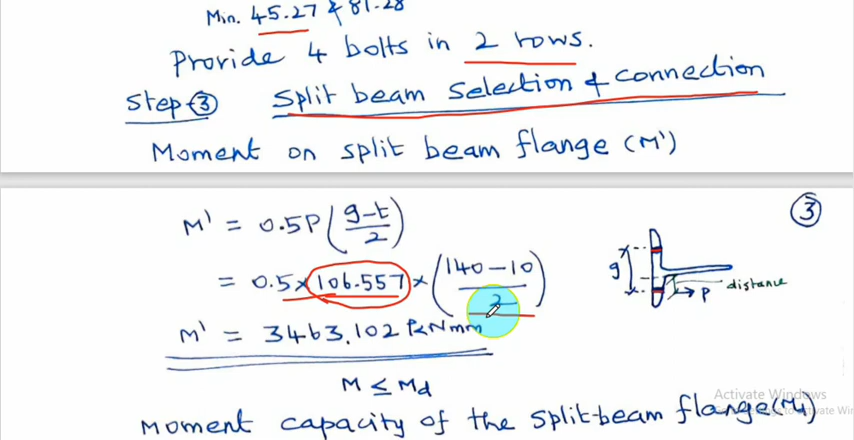 Min. 45.27 & 81.28
Provide 4 bolts in 2 rows.
Step-③ Split beam selection & connection
Moment on split beam flange (M')
③
M' = 0.5P (g-t/2)
= 0.5 × 106.557 × (140-10/2)
g P distance
M' = 3463.102 kNmm
M ≤ Md
Activate Windows
Moment capacity of the split-beam flange (Md)